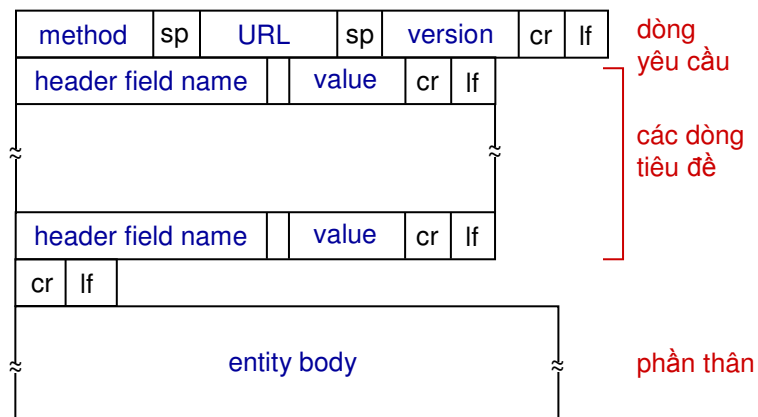 method sp URL sp version cr lf dòng
yêu cầu
header field name value cr lf
các dòng
tiêu đề
header field name value cr lf
cr lf
entity body phần thân